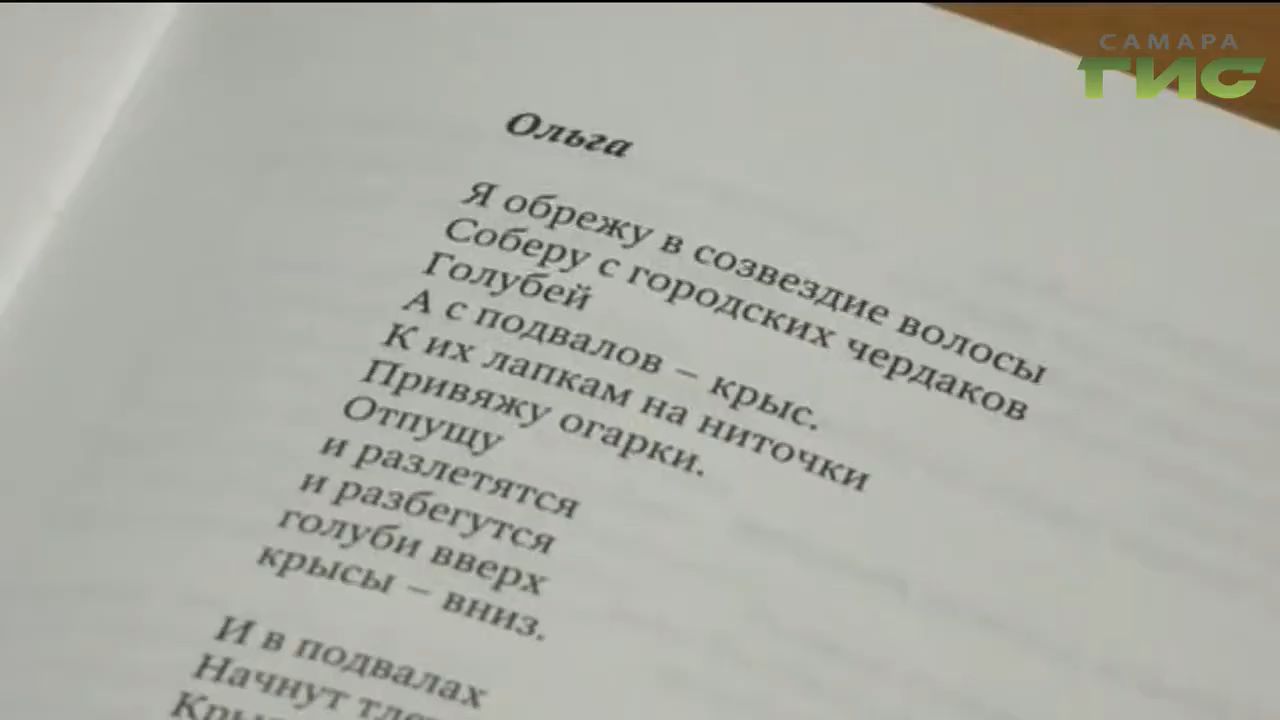 САМАРА
ГИС
Ольга
Я обрежу в созвездие волосы
Соберу с городских чердаков
Голубей
А с подвалов – крыс.
К их лапкам на ниточки
Привяжу огарки.
Отпущу
и разлетятся
и разбегутся
голуби вверх
крысы – вниз.
И в подвалах
Начнут